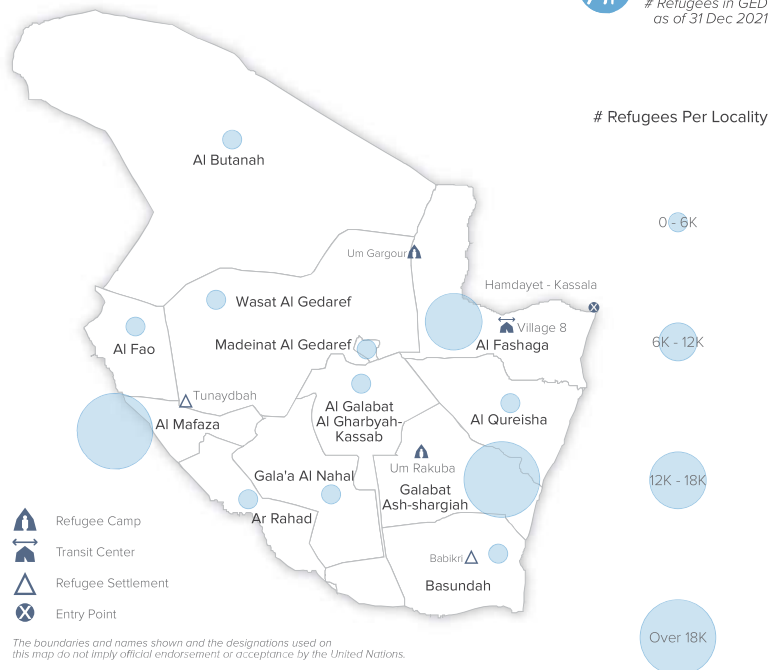 # Refugees in GED
as of 31 Dec 2021
# Refugees Per Locality
Al Butanah
0 - 6K
Um Gargour
Hamdayet - Kassala
Wasat Al Gedaref
Village 8
Al Fao
Madeinat Al Gedaref
Al Fashaga
6K - 12K
Tunaydbah
Al Mafaza
Al Galabat
Al Gharbyah-
Kassab
Al Qureisha
Um Rakuba
Gala'a Al Nahal
Galabat
Ash-shargiah
12K - 18K
Ar Rahad
Babikri
Basundah
Over 18K
Refugee Camp
Transit Center
Refugee Settlement
Entry Point
The boundaries and names shown and the designations used on
this map do not imply official endorsement or acceptance by the United Nations.